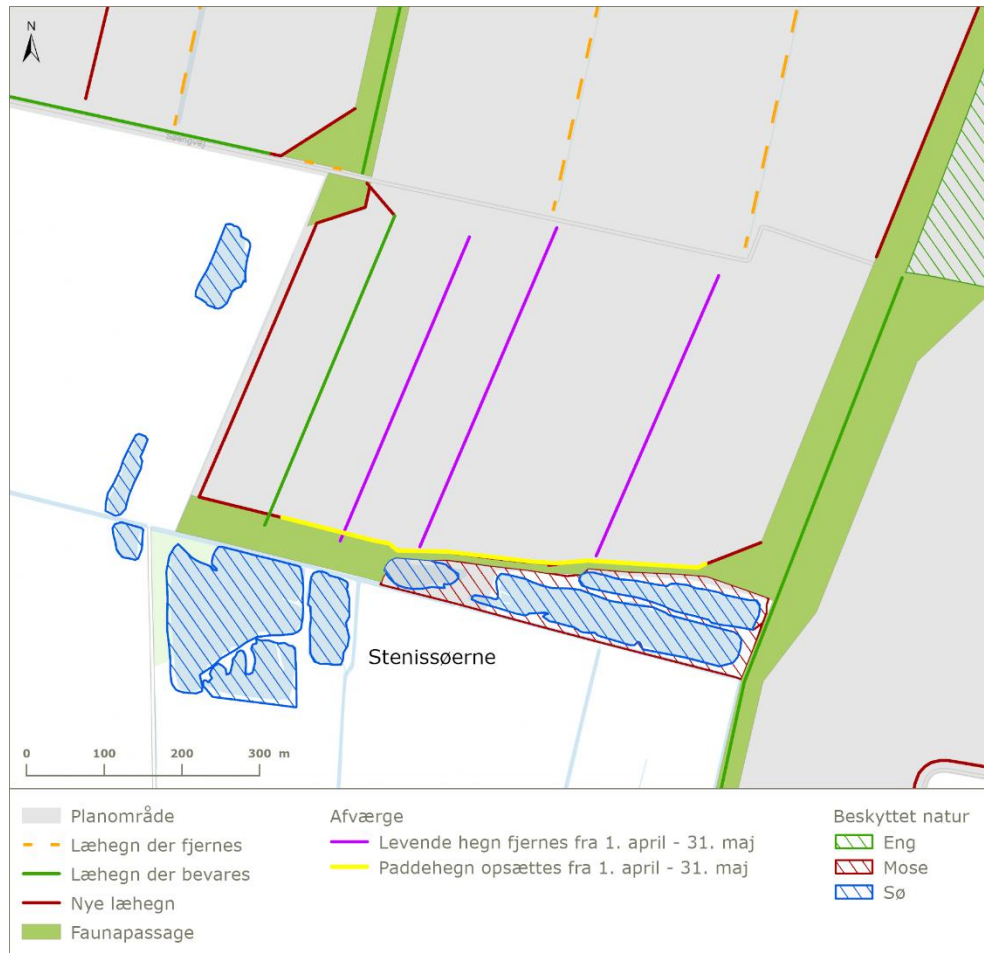 N
Stenissøerne
0 100 200 300 m
Planområde
Læhegn der fjernes
Læhegn der bevares
Nye læhegn
Faunapassage
Afværge
Levende hegn fjernes fra 1. april - 31. maj
Paddehegn opsættes fra 1. april - 31. maj
Beskyttet natur
Eng
Mose
Sø